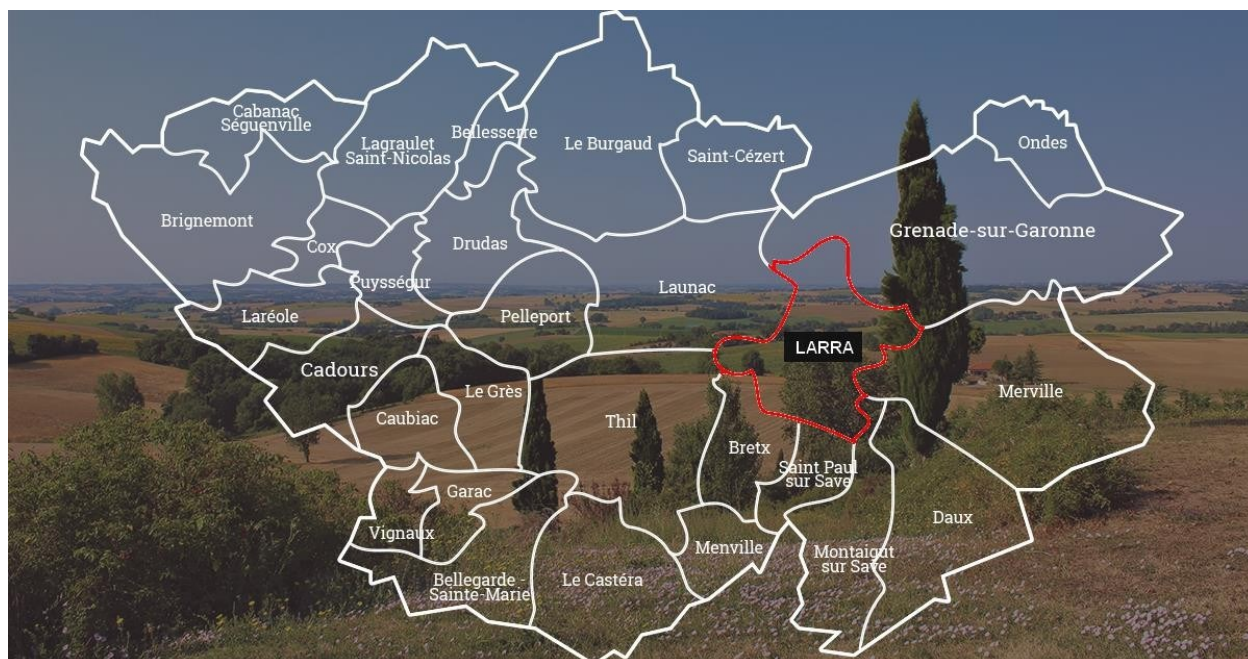 Cabanac
Séguenville
Lagraulet
Saint-Nicolas
Bellesserre
Le Burgaud
Saint-Cézert
Ondes
Brignemont
Cox
Drudas
Grenade-sur-Garonne
Puysségur
Launac
Laréole
Pelleport
LARRA
Cadours
Le Grès
Merville
Caubiac
Thil
Bretx
Saint Paul
sur Save
Garac
Vignaux
Daux
Menville
Montaigut
sur Save
Bellegarde -
Sainte-Marie
Le Castéra